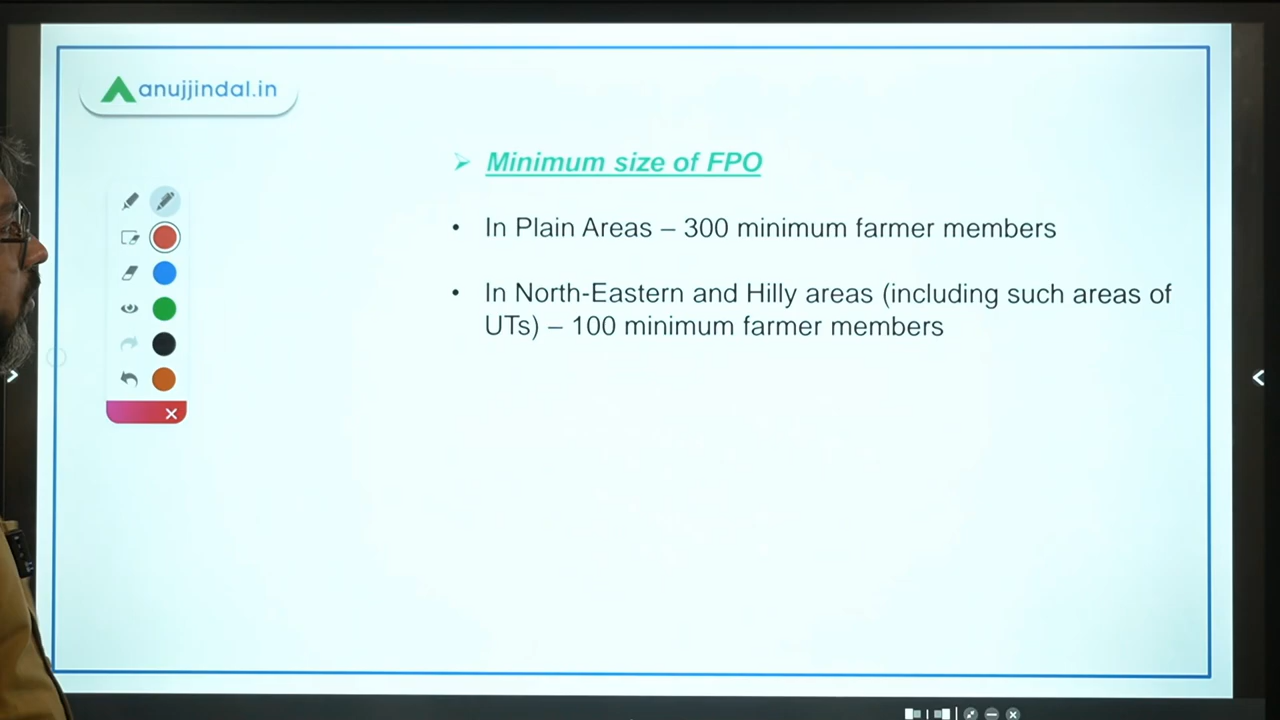 anujjindal.in
Minimum size of FPO
• In Plain Areas – 300 minimum farmer members
• In North-Eastern and Hilly areas (including such areas of
UTs) – 100 minimum farmer members